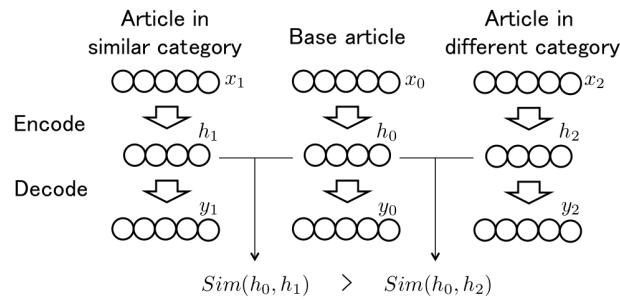 Article in
similar category
Base article
Article in
different category
x₁
x₀
x₂
Encode
h₁
h₀
h₂
Decode
y₁
y₀
y₂
Sim(h₀, h₁) > Sim(h₀, h₂)